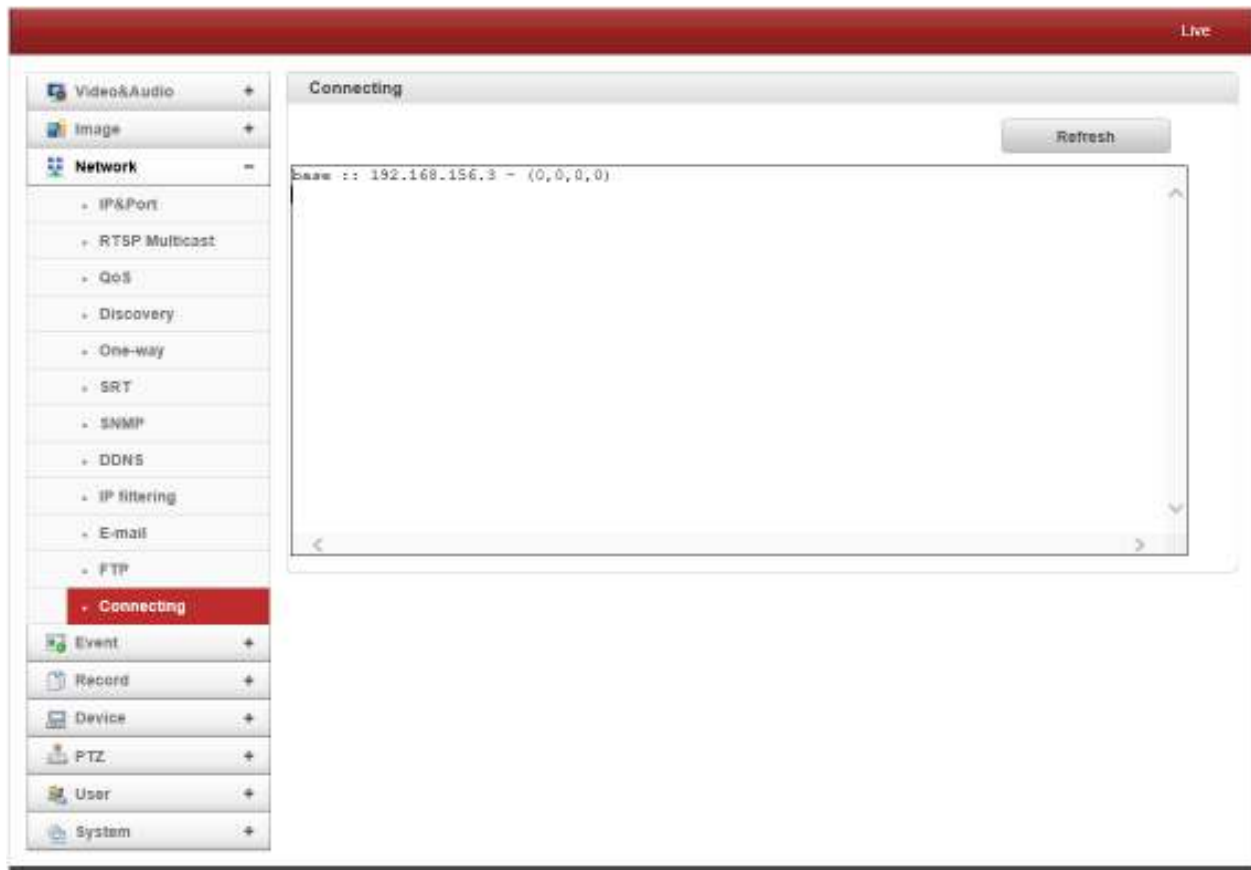 Live
Video&Audio +
Image +
Network -
IP&Port
RTSP Multicast
QoS
Discovery
One-way
SRT
SNMP
DDNS
IP filtering
E-mail
FTP
Connecting
Event +
Record +
Device +
PTZ +
User +
System +
Connecting
Refresh
base :: 192.168.156.3 - (0,0,0,0)